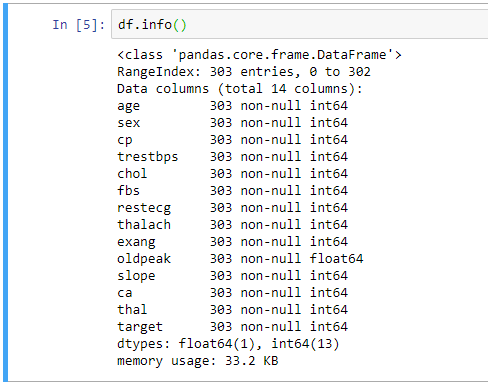 In [5]: df.info()
<class 'pandas.core.frame.DataFrame'>
RangeIndex: 303 entries, 0 to 302
Data columns (total 14 columns):
age         303 non-null int64
sex         303 non-null int64
cp          303 non-null int64
trestbps    303 non-null int64
chol        303 non-null int64
fbs         303 non-null int64
restecg     303 non-null int64
thalach     303 non-null int64
exang       303 non-null int64
oldpeak     303 non-null float64
slope       303 non-null int64
ca          303 non-null int64
thal        303 non-null int64
target      303 non-null int64
dtypes: float64(1), int64(13)
memory usage: 33.2 KB